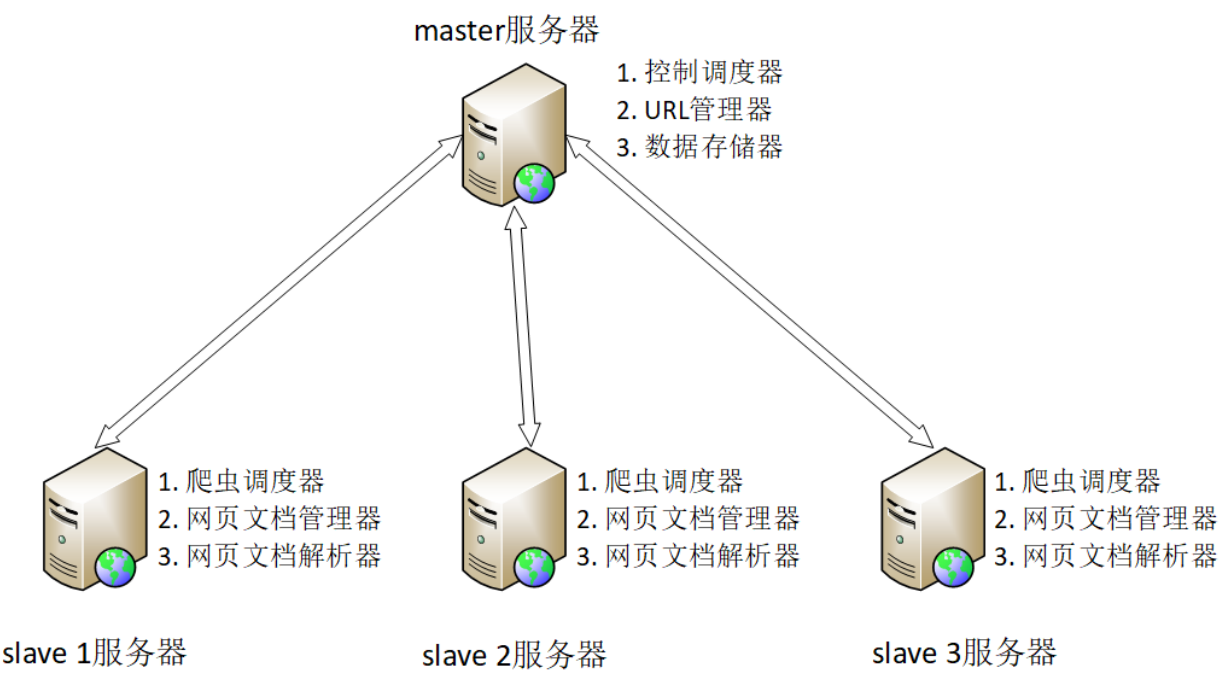 master服务器
1. 控制调度器
2. URL管理器
3. 数据存储器
1. 爬虫调度器
2. 网页文档管理器
3. 网页文档解析器
slave 1服务器
1. 爬虫调度器
2. 网页文档管理器
3. 网页文档解析器
slave 2服务器
1. 爬虫调度器
2. 网页文档管理器
3. 网页文档解析器
slave 3服务器